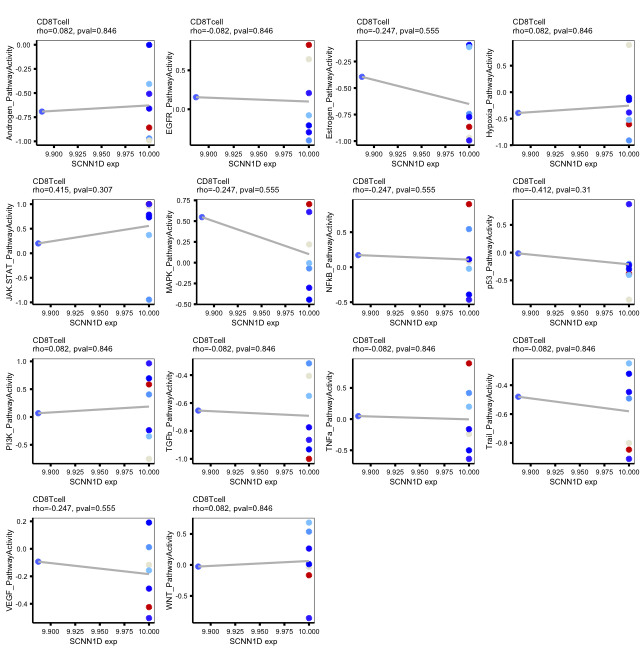 CD8Tcell
rho=0.082, pval=0.846
Androgen_PathwayActivity
0.00
-0.25
-0.50
-0.75
-1.00
9.900 9.925 9.950 9.975 10.000
CD8Tcell
rho=-0.082, pval=0.846
EGFR_PathwayActivity
0.5
0.0
9.900 9.925 9.950 9.975 10.000
CD8Tcell
rho=-0.247, pval=0.555
Estrogen_PathwayActivity
-0.25
-0.50
-0.75
-1.00
9.900 9.925 9.950 9.975 10.000
CD8Tcell
rho=0.082, pval=0.846
Hypoxia_PathwayActivity
0.5
0.0
-0.5
-1.0
9.900 9.925 9.950 9.975 10.000
CD8Tcell
rho=0.415, pval=0.307
JAK.STAT_PathwayActivity
1.0
0.5
0.0
-0.5
-1.0
9.900 9.925 9.950 9.975 10.000
SCNN1D exp
CD8Tcell
rho=-0.247, pval=0.555
MAPK_PathwayActivity
0.75
0.50
0.25
0.00
-0.25
-0.50
9.900 9.925 9.950 9.975 10.000
SCNN1D exp
CD8Tcell
rho=-0.247, pval=0.555
NFkB_PathwayActivity
0.5
0.0
-0.5
9.900 9.925 9.950 9.975 10.000
SCNN1D exp
CD8Tcell
rho=-0.412, pval=0.31
p53_PathwayActivity
0.5
0.0
-0.5
9.900 9.925 9.950 9.975 10.000
SCNN1D exp
CD8Tcell
rho=0.082, pval=0.846
PI3K_PathwayActivity
1.0
0.5
0.0
-0.5
9.900 9.925 9.950 9.975 10.000
SCNN1D exp
CD8Tcell
rho=-0.082, pval=0.846
TGFb_PathwayActivity
-0.4
-0.6
-0.8
-1.0
9.900 9.925 9.950 9.975 10.000
SCNN1D exp
CD8Tcell
rho=-0.082, pval=0.846
TNFa_PathwayActivity
0.5
0.0
-0.5
9.900 9.925 9.950 9.975 10.000
SCNN1D exp
CD8Tcell
rho=-0.082, pval=0.846
Trail_PathwayActivity
-0.4
-0.6
-0.8
9.900 9.925 9.950 9.975 10.000
SCNN1D exp
CD8Tcell
rho=-0.247, pval=0.555
VEGF_PathwayActivity
0.2
0.0
-0.2
-0.4
9.900 9.925 9.950 9.975 10.000
SCNN1D exp
CD8Tcell
rho=0.082, pval=0.846
WNT_PathwayActivity
0.5
0.0
-0.5
9.900 9.925 9.950 9.975 10.000
SCNN1D exp
SCNN1D exp
SCNN1D exp
SCNN1D exp
SCNN1D exp